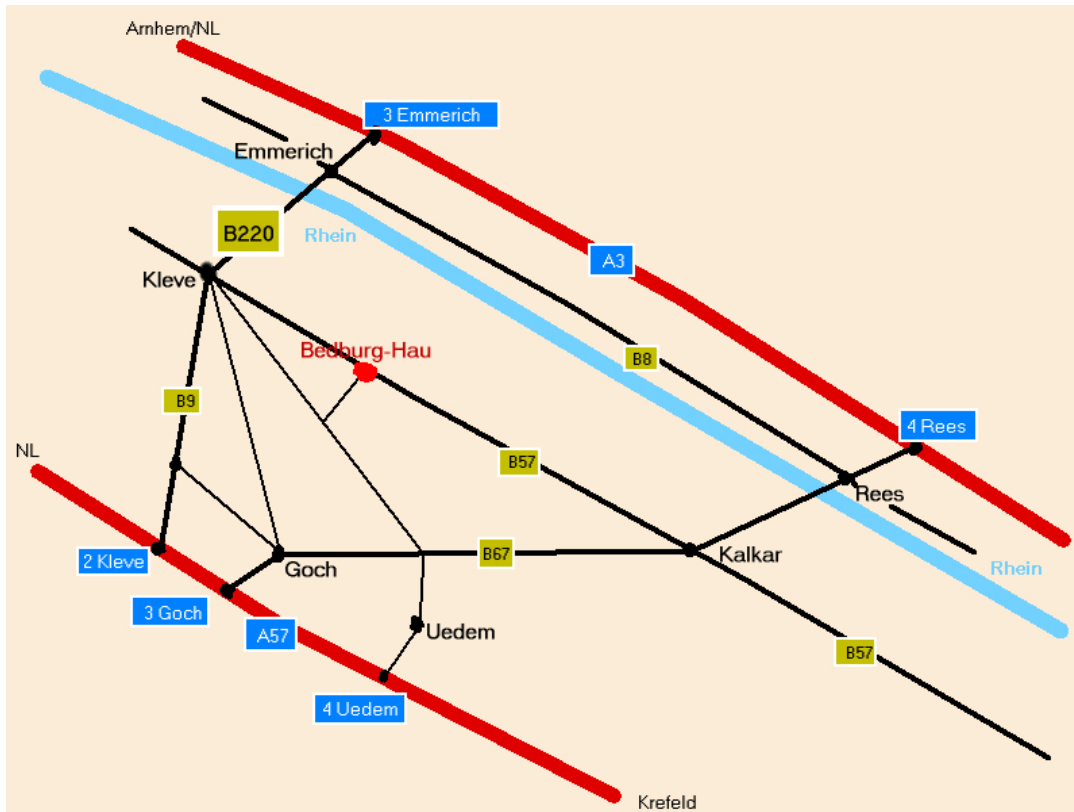 Arnhem/NL
3 Emmerich
Emmerich
B220
Rhein
A3
Kleve
Bedburg-Hau
B8
B9
4 Rees
NL
B57
Rees
2 Kleve
B67
Kalkar
Goch
Rhein
3 Goch
A57
Uedem
B57
4 Uedem
Krefeld